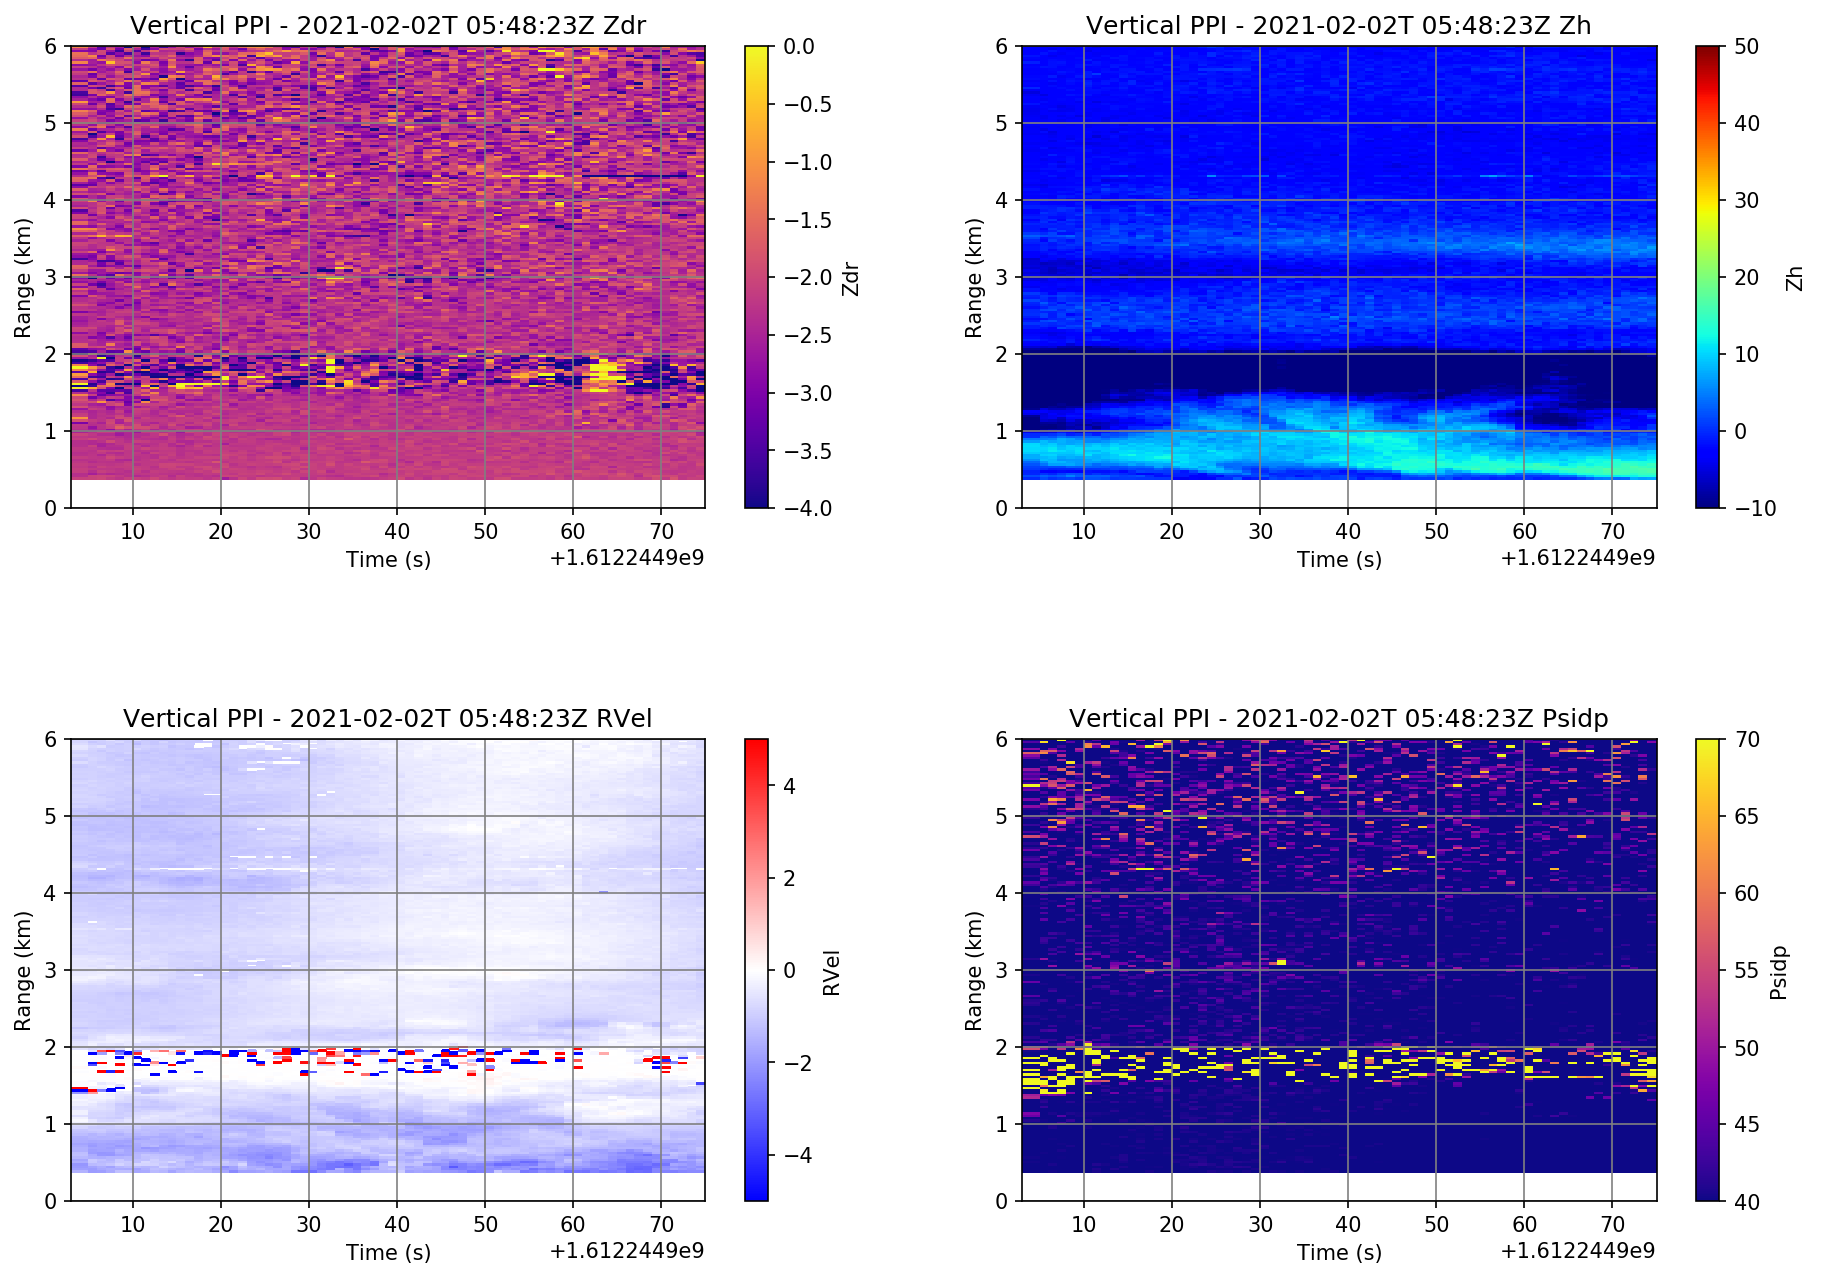 Vertical PPI - 2021-02-02T 05:48:23Z Zdr
6
5
4
3
2
1
0
Range (km)
10 20 30 40 50 60 70
Time (s)
+1.6122449e9
0.0
−0.5
−1.0
−1.5
−2.0
−2.5
−3.0
−3.5
−4.0
Zdr
Vertical PPI - 2021-02-02T 05:48:23Z Zh
6
5
4
3
2
1
0
Range (km)
10 20 30 40 50 60 70
Time (s)
+1.6122449e9
50
40
30
20
10
0
−10
Zh
Vertical PPI - 2021-02-02T 05:48:23Z RVel
6
5
4
3
2
1
0
Range (km)
10 20 30 40 50 60 70
Time (s)
+1.6122449e9
4
2
0
−2
−4
RVel
Vertical PPI - 2021-02-02T 05:48:23Z Psidp
6
5
4
3
2
1
0
Range (km)
10 20 30 40 50 60 70
Time (s)
+1.6122449e9
70
65
60
55
50
45
40
Psidp